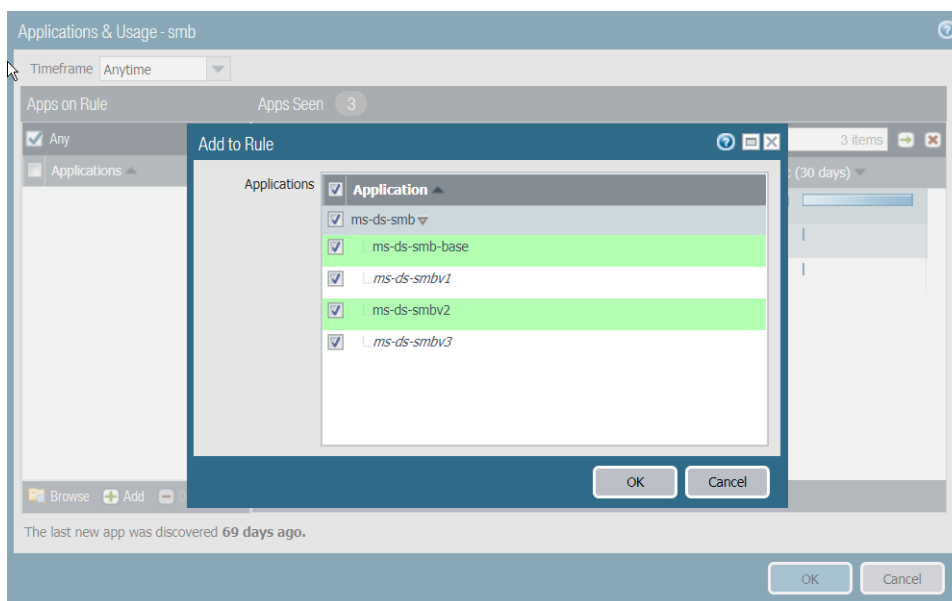 Applications & Usage - smb
Timeframe Anytime
Apps on Rule
Apps Seen 3
Any
3 items
Applications
(30 days)
Add to Rule
Applications
Application
ms-ds-smb
ms-ds-smb-base
ms-ds-smbv1
ms-ds-smbv2
ms-ds-smbv3
OK
Cancel
Browse
Add
The last new app was discovered 69 days ago.
OK
Cancel